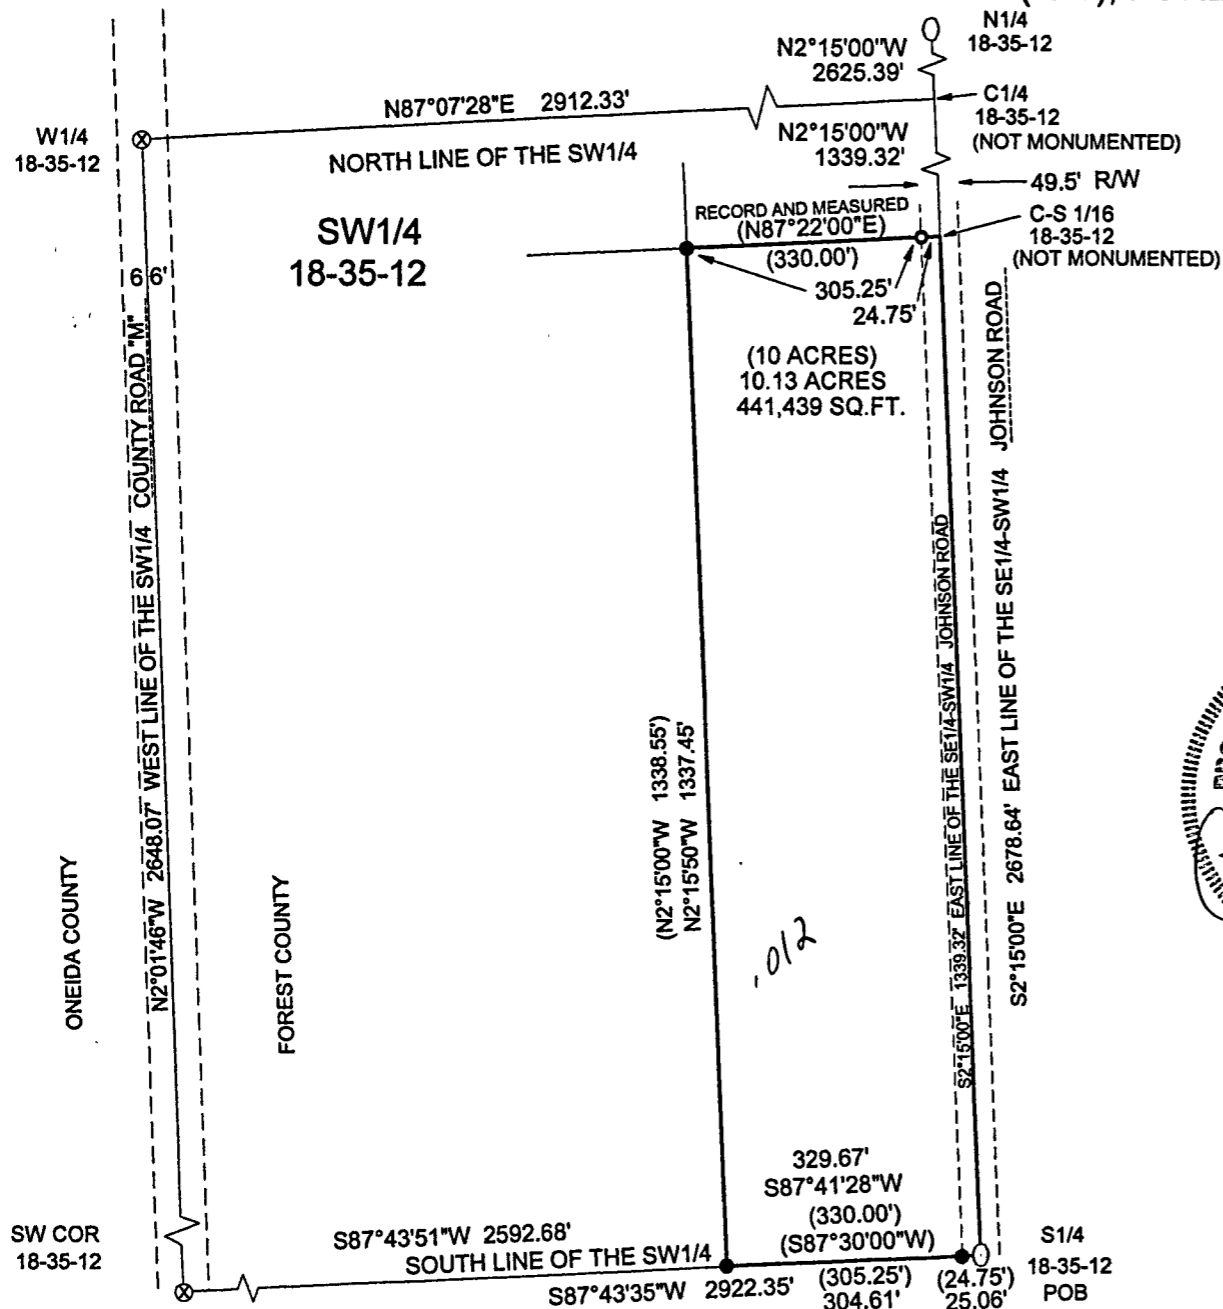 N1/4
18-35-12
N2°15'00"W
2625.39'
C1/4
18-35-12
(NOT MONUMENTED)
N87°07'28"E 2912.33'
W1/4
18-35-12
NORTH LINE OF THE SW1/4
N2°15'00"W
1339.32'
49.5' R/W
RECORD AND MEASURED
(N87°22'00"E)
(330.00')
C-S 1/16
18-35-12
(NOT MONUMENTED)
SW1/4
18-35-12
66'
305.25'
24.75'
(10 ACRES)
10.13 ACRES
441,439 SQ.FT.
N2°01'46"W 2648.07' WEST LINE OF THE SW1/4 COUNTY ROAD "M"
ONEIDA COUNTY
FOREST COUNTY
(N2°15'00"W 1338.55')
N2°15'50"W 1337.45'
S2°15'00"E 1339.32' EAST LINE OF THE SE1/4-SW1/4 JOHNSON ROAD
S2°15'00"E 2678.64' EAST LINE OF THE SE1/4-SW1/4 JOHNSON ROAD
.012
329.67'
S87°41'28"W
(330.00')
(S87°30'00"W)
SW COR
18-35-12
S87°43'51"W 2592.68'
SOUTH LINE OF THE SW1/4
S87°43'35"W 2922.35'
(305.25') (24.75')
304.61' 25.06'
S1/4
18-35-12
POB